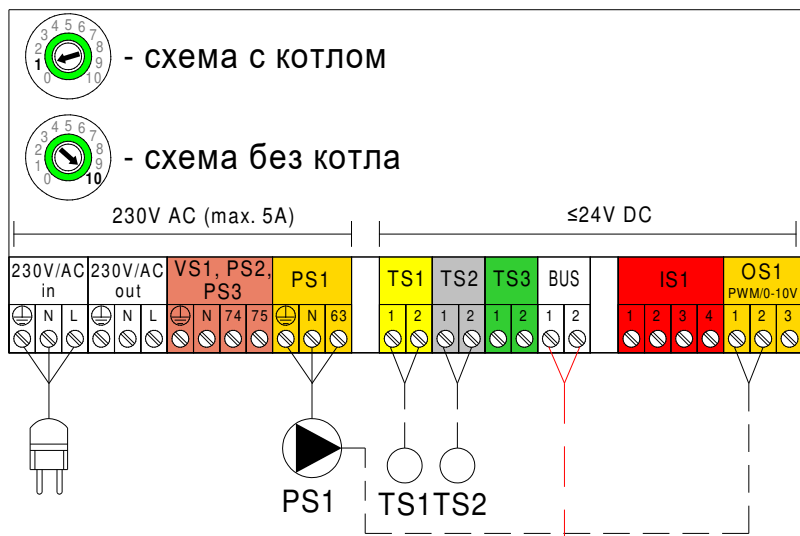 0 1 2 3 4 5 6 7 8 9 10
- схема с котлом
0 1 2 3 4 5 6 7 8 9 10
- схема без котла
230V AC (max. 5A)
≤24V DC
230V/AC in
230V/AC out
VS1, PS2, PS3
PS1
TS1
TS2
TS3
BUS
IS1
OS1
PWM/0-10V
N L
N L
N 74 75
N 63
1 2
1 2
1 2
1 2
1 2 3 4
1 2 3
PS1
TS1
TS2